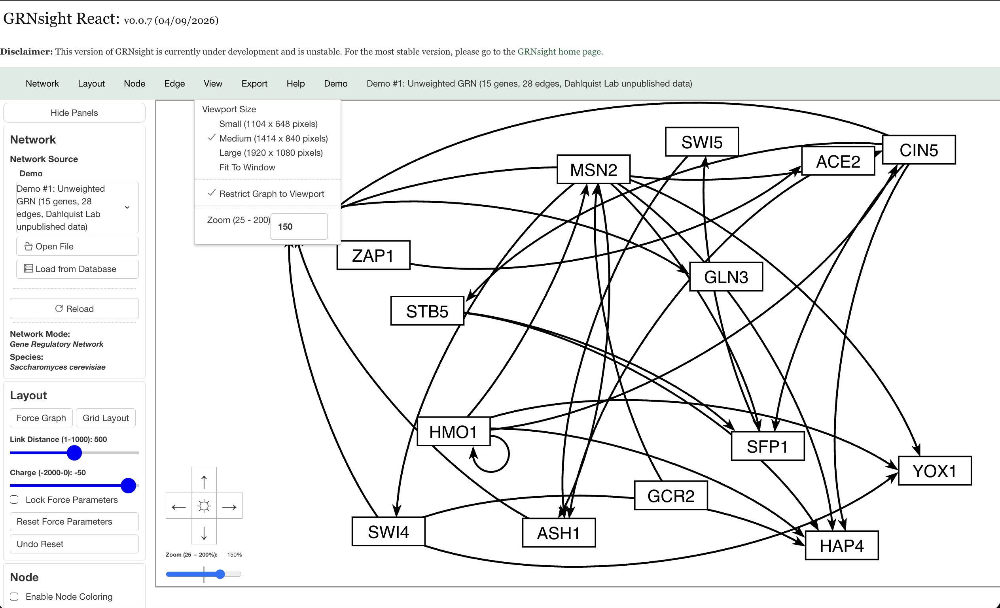 GRNsight React: v0.0.7 (04/09/2026)
Disclaimer: This version of GRNsight is currently under development and is unstable. For the most stable version, please go to the GRNsight home page.
Network Layout Node Edge View Export Help Demo Demo #1: Unweighted GRN (15 genes, 28 edges, Dahlquist Lab unpublished data)
Hide Panels
Network
Network Source
Demo
Demo #1: Unweighted
GRN (15 genes, 28
edges, Dahlquist Lab
unpublished data)
Open File
Load from Database
Reload
Network Mode:
Gene Regulatory Network
Species:
Saccharomyces cerevisiae
Layout
Force Graph Grid Layout
Link Distance (1-1000): 500
Charge (-2000-0): -50
Lock Force Parameters
Reset Force Parameters
Undo Reset
Node
Enable Node Coloring
Viewport Size
Small (1104 x 648 pixels)
Medium (1414 x 840 pixels)
Large (1920 x 1080 pixels)
Fit To Window
Restrict Graph to Viewport
Zoom (25 - 200) 150
SWI5
CIN5
ACE2
MSN2
ZAP1
GLN3
STB5
HMO1
SFP1
YOX1
GCR2
SWI4
ASH1
HAP4
Zoom (25 – 200%): 150%